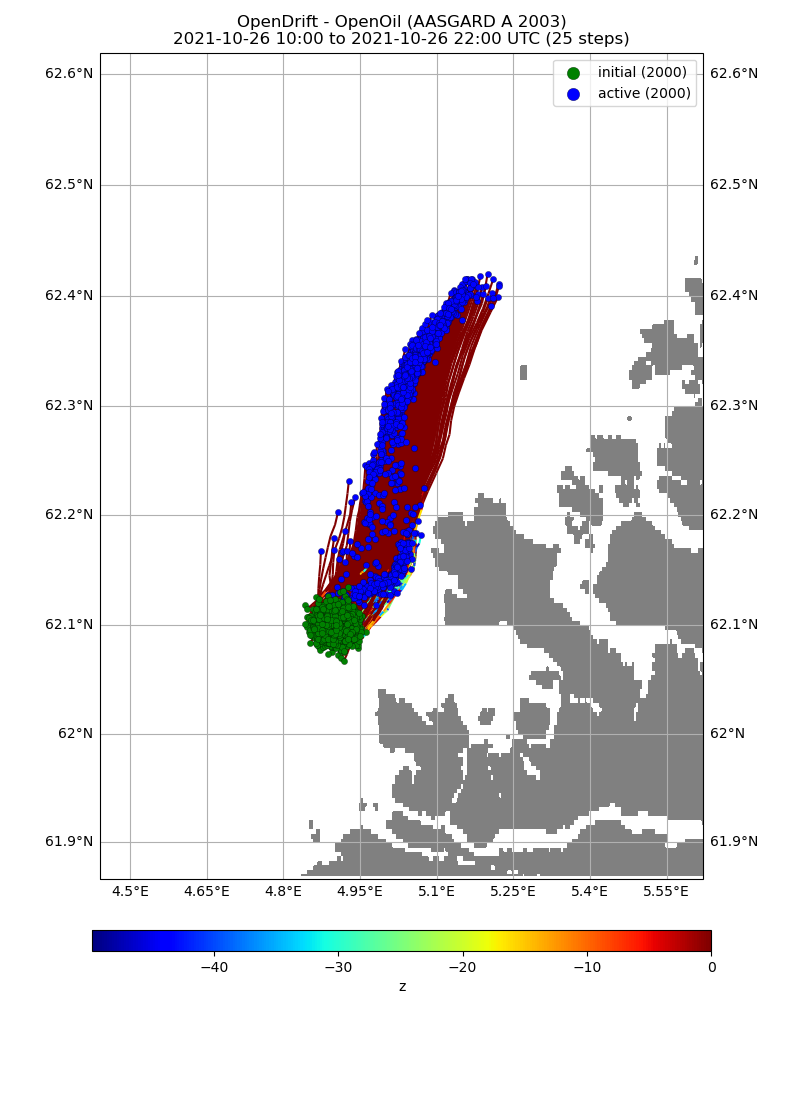 OpenDrift - OpenOil (AASGARD A 2003)
2021-10-26 10:00 to 2021-10-26 22:00 UTC (25 steps)
initial (2000)
active (2000)
62.6°N 62.6°N
62.5°N 62.5°N
62.4°N 62.4°N
62.3°N 62.3°N
62.2°N 62.2°N
62.1°N 62.1°N
62°N 62°N
61.9°N 61.9°N
4.5°E 4.65°E 4.8°E 4.95°E 5.1°E 5.25°E 5.4°E 5.55°E
−40 −30 −20 −10 0
z